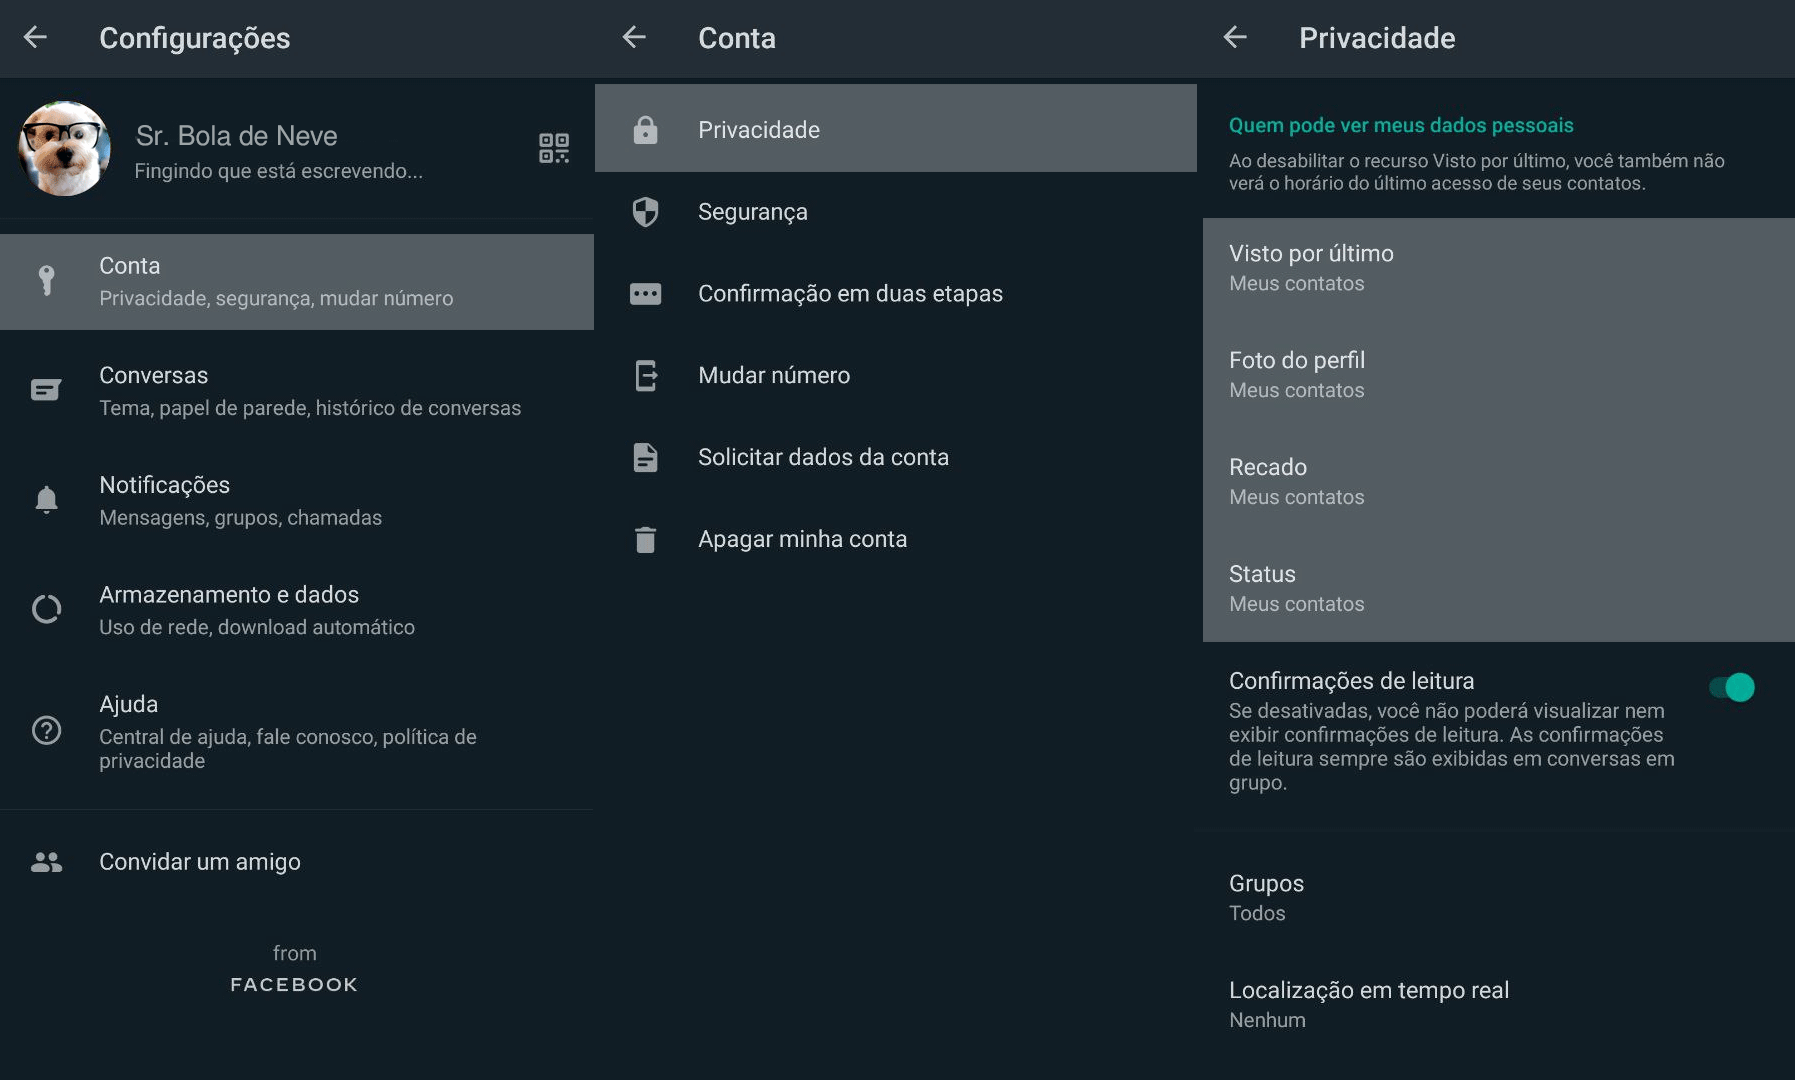 Configurações
Sr. Bola de Neve
Fingindo que está escrevendo...
Conta
Privacidade, segurança, mudar número
Conversas
Tema, papel de parede, histórico de conversas
Notificações
Mensagens, grupos, chamadas
Armazenamento e dados
Uso de rede, download automático
Ajuda
Central de ajuda, fale conosco, política de
privacidade
Convidar um amigo
from
FACEBOOK
Conta
Privacidade
Segurança
Confirmação em duas etapas
Mudar número
Solicitar dados da conta
Apagar minha conta
Privacidade
Quem pode ver meus dados pessoais
Ao desabilitar o recurso Visto por último, você também não
verá o horário do último acesso de seus contatos.
Visto por último
Meus contatos
Foto do perfil
Meus contatos
Recado
Meus contatos
Status
Meus contatos
Confirmações de leitura
Se desativadas, você não poderá visualizar nem
exibir confirmações de leitura. As confirmações
de leitura sempre são exibidas em conversas em
grupo.
Grupos
Todos
Localização em tempo real
Nenhum